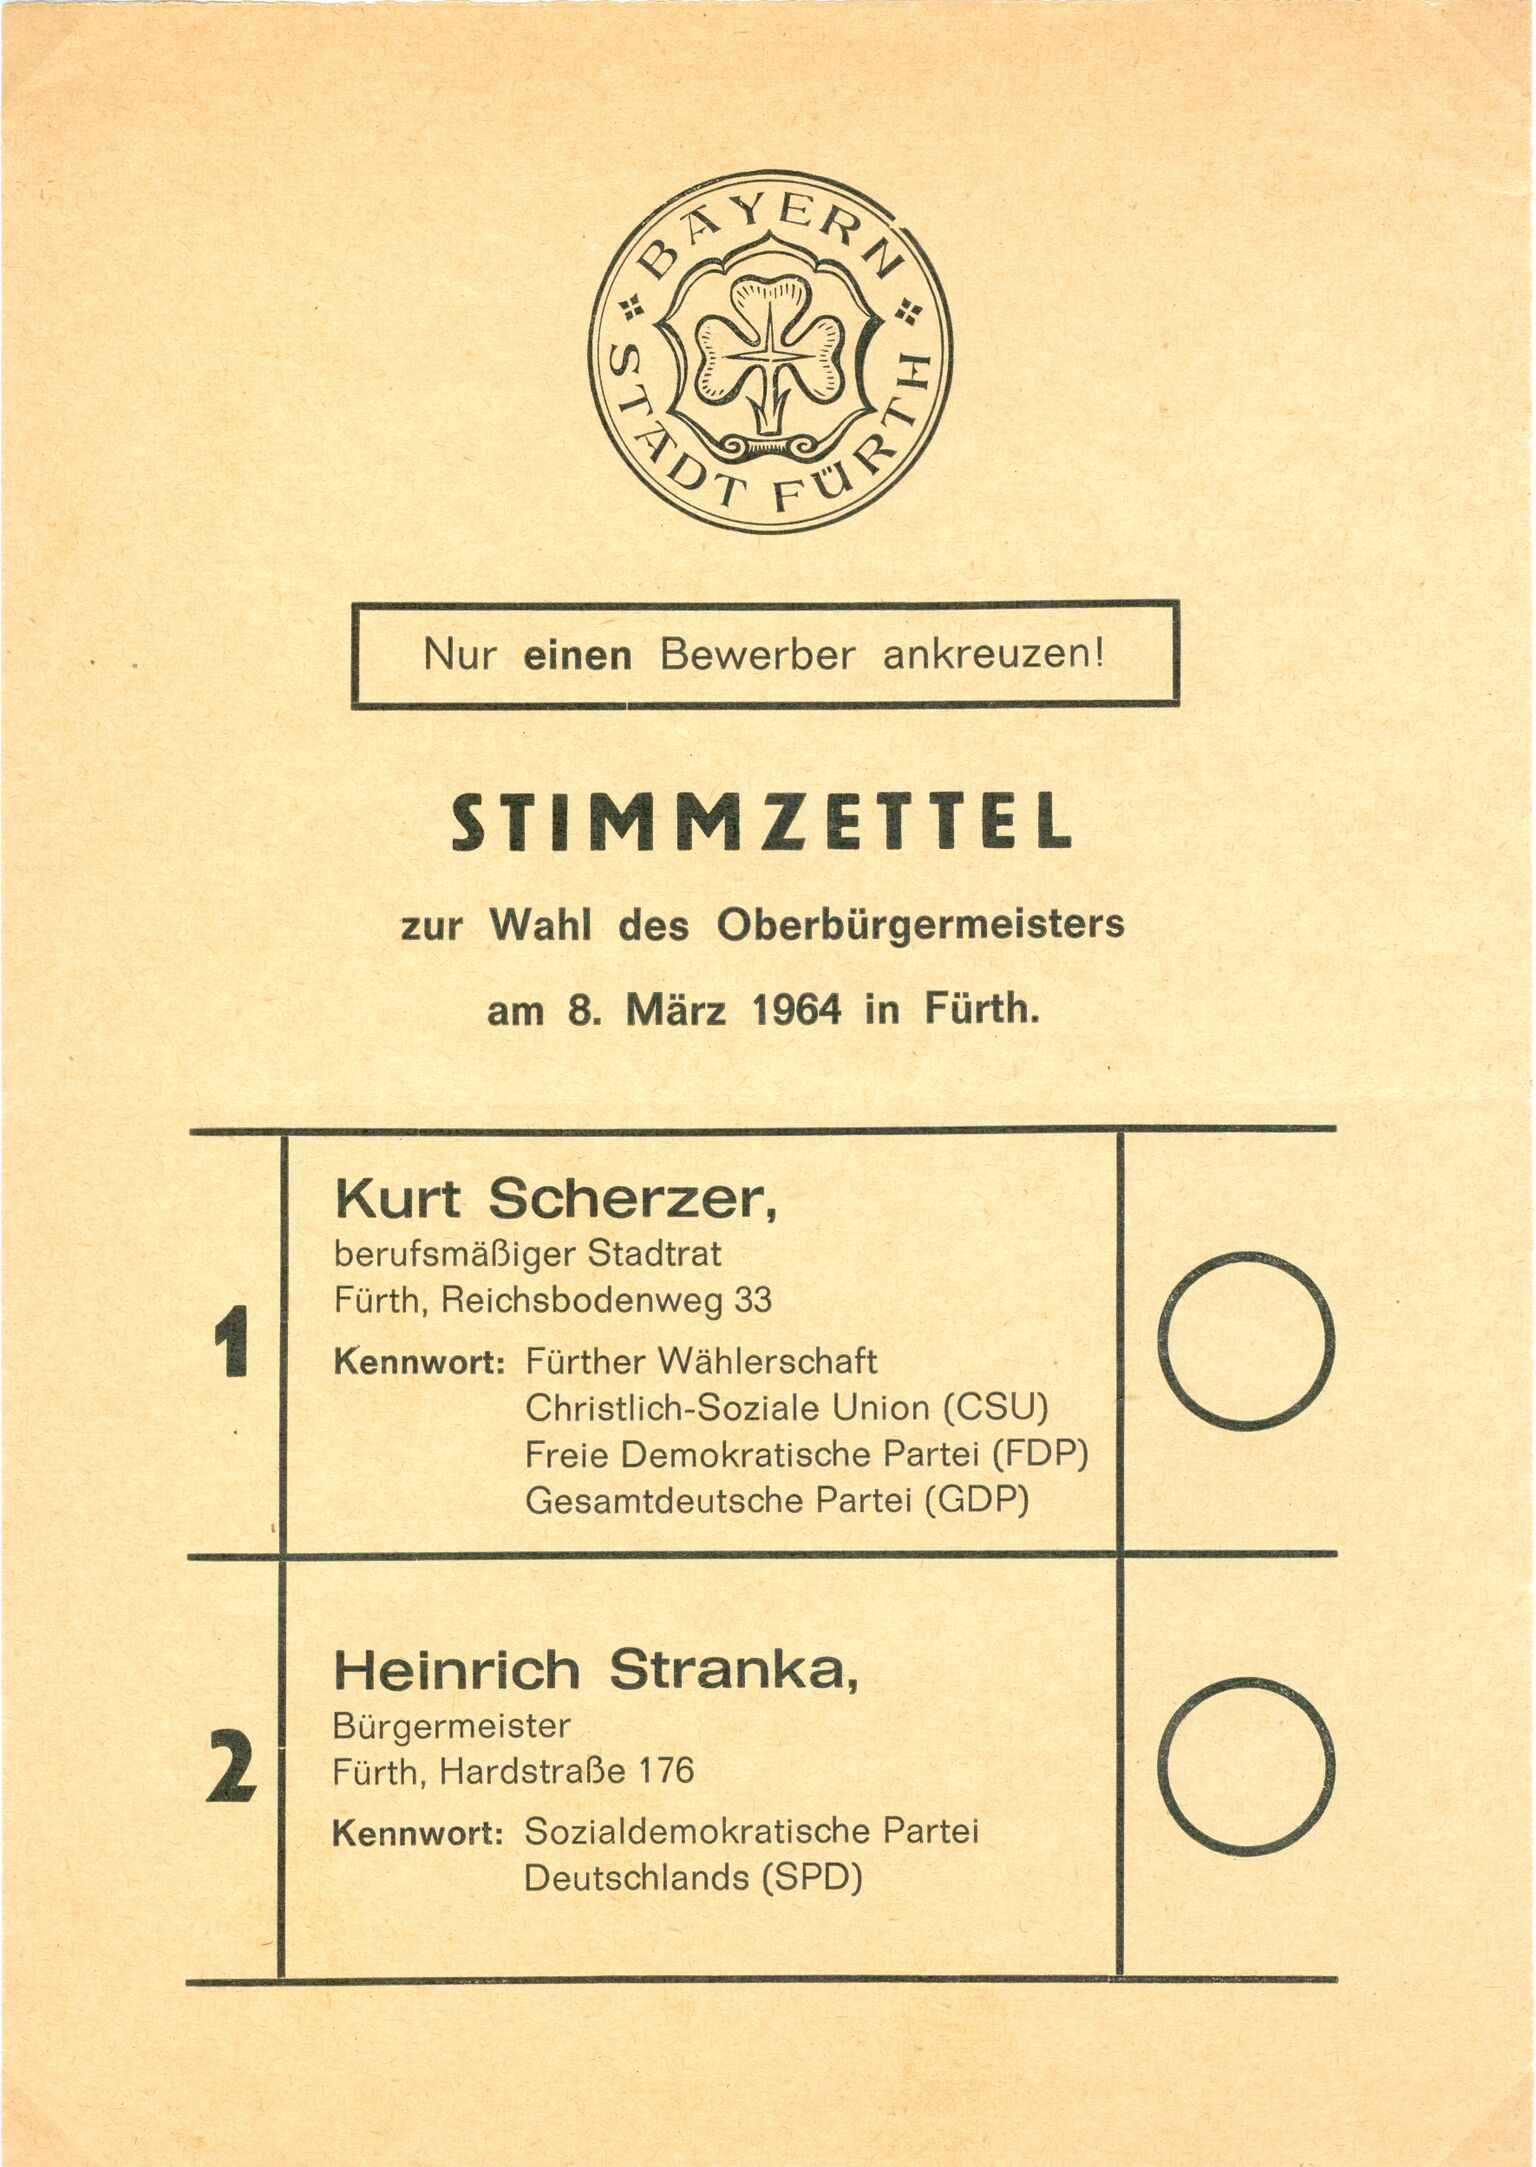 BAYERN
STADT FÜRTH
Nur einen Bewerber ankreuzen!
STIMMZETTEL
zur Wahl des Oberbürgermeisters
am 8. März 1964 in Fürth.
1
Kurt Scherzer,
berufsmäßiger Stadtrat
Fürth, Reichsbodenweg 33
Kennwort: Fürther Wählerschaft
Christlich-Soziale Union (CSU)
Freie Demokratische Partei (FDP)
Gesamtdeutsche Partei (GDP)
2
Heinrich Stranka,
Bürgermeister
Fürth, Hardstraße 176
Kennwort: Sozialdemokratische Partei
Deutschlands (SPD)